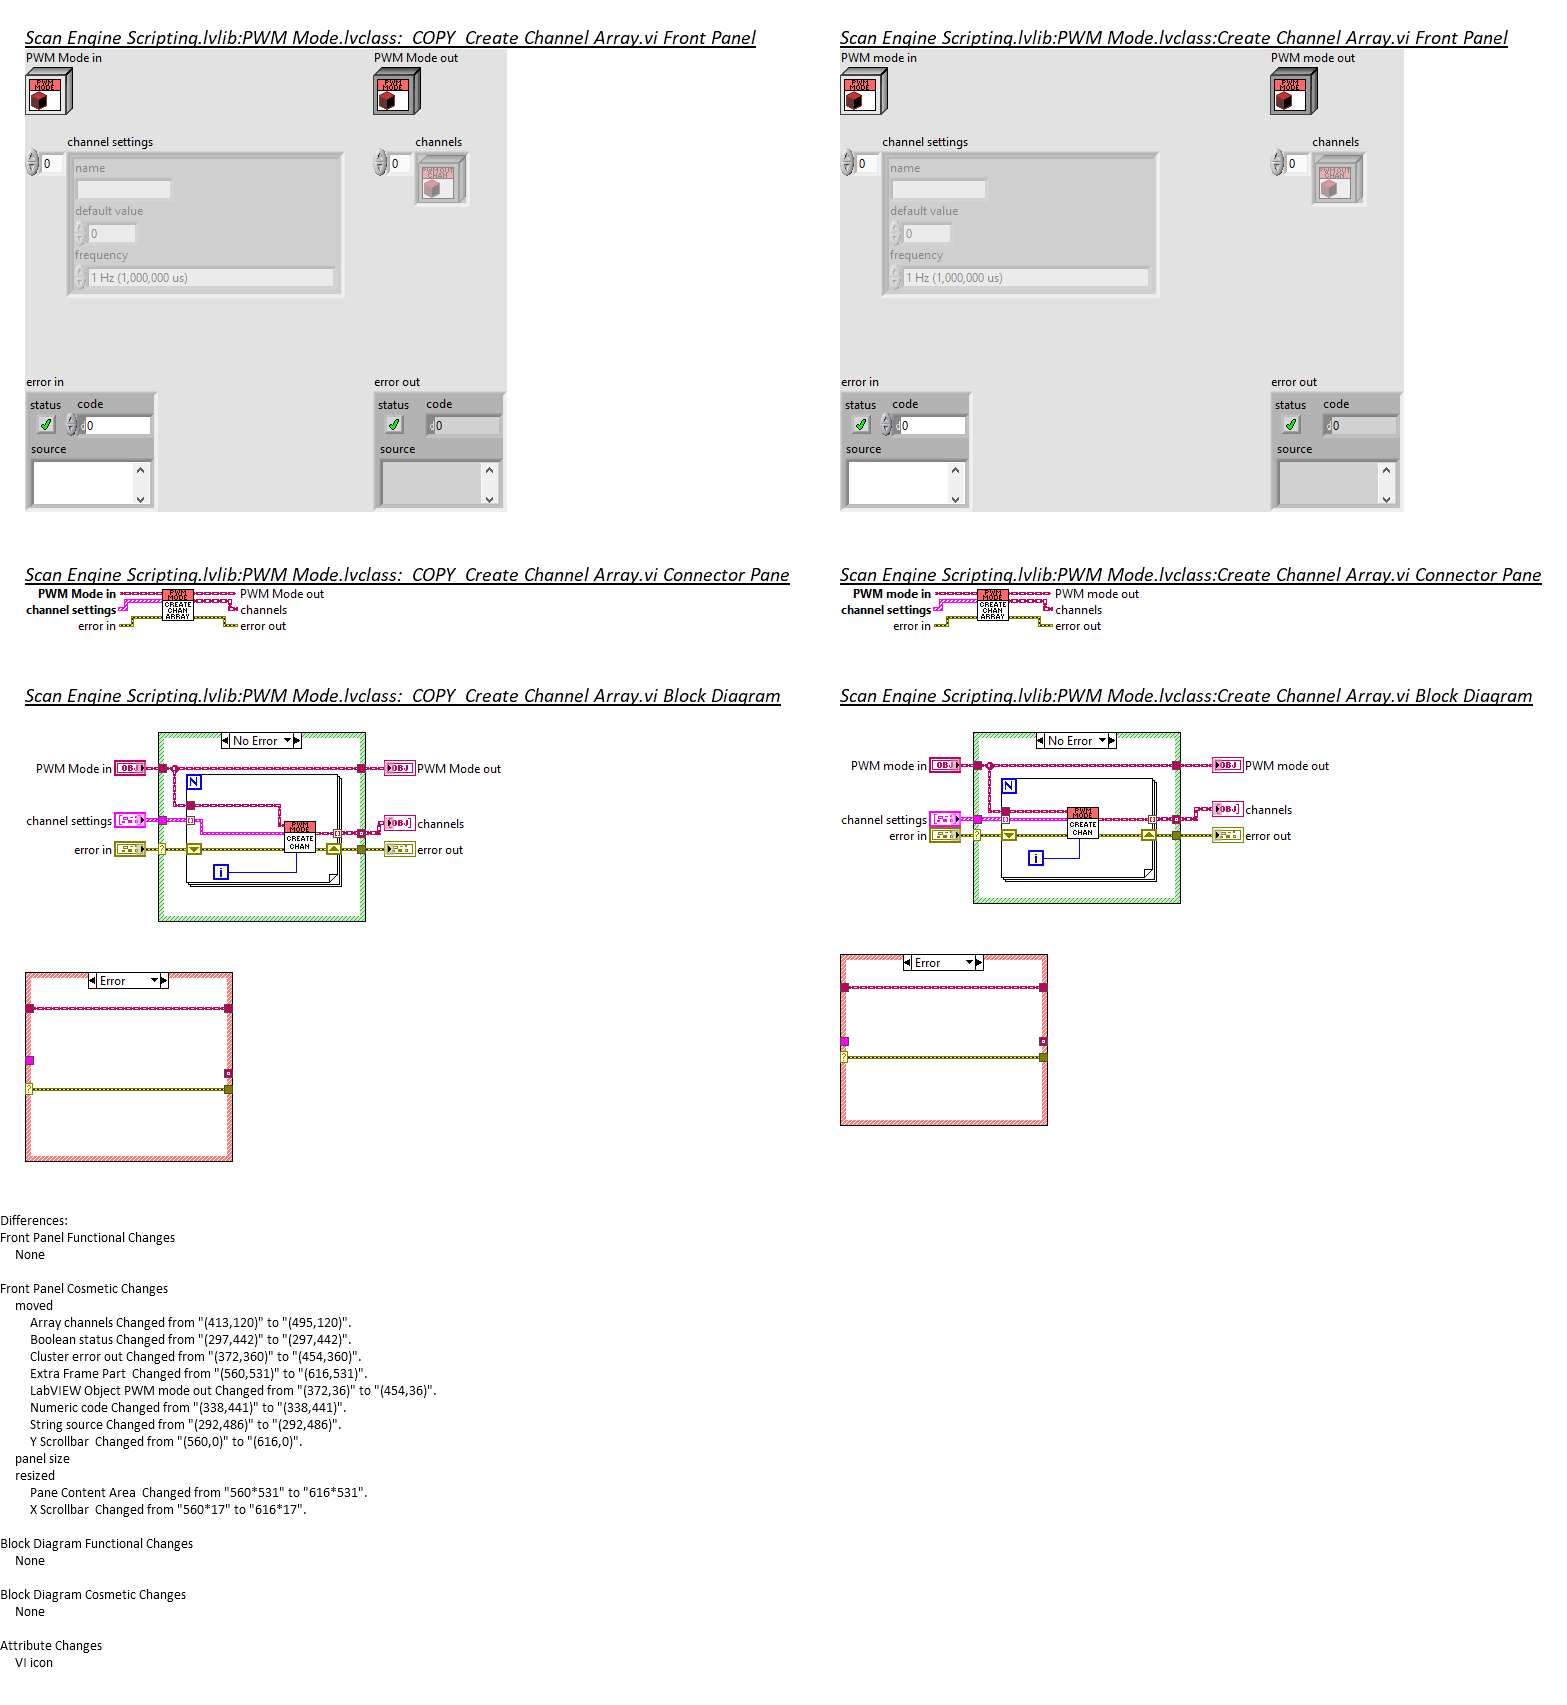 Scan Engine Scripting.lvlib:PWM Mode.lvclass:  COPY  Create Channel Array.vi Front Panel
PWM Mode in
PWM Mode out
PWM MODE
PWM MODE
channel settings
channels
0
name
0
PWM OUT CHAN
default value
0
frequency
1 Hz (1,000,000 us)
error in
error out
status
code
status
code
d
0
d
0
source
source
Scan Engine Scripting.lvlib:PWM Mode.lvclass:Create Channel Array.vi Front Panel
PWM mode in
PWM mode out
PWM MODE
PWM MODE
channel settings
channels
0
name
0
PWM OUT CHAN
default value
0
frequency
1 Hz (1,000,000 us)
error in
error out
status
code
status
code
d
0
d
0
source
source
Scan Engine Scripting.lvlib:PWM Mode.lvclass:  COPY  Create Channel Array.vi Connector Pane
PWM Mode in
PWM MODE
PWM Mode out
channel settings
CREATE CHAN ARRAY
channels
error in
error out
Scan Engine Scripting.lvlib:PWM Mode.lvclass:Create Channel Array.vi Connector Pane
PWM mode in
PWM MODE
PWM mode out
channel settings
CREATE CHAN ARRAY
channels
error in
error out
Scan Engine Scripting.lvlib:PWM Mode.lvclass:  COPY  Create Channel Array.vi Block Diagram
No Error
PWM Mode in
OBJ
OBJ
PWM Mode out
N
channel settings
PWM MODE
CREATE CHAN
OBJ
channels
error in
?
error out
i
Error
?
Scan Engine Scripting.lvlib:PWM Mode.lvclass:Create Channel Array.vi Block Diagram
No Error
PWM mode in
OBJ
OBJ
PWM mode out
N
channel settings
PWM MODE
CREATE CHAN
OBJ
channels
error in
?
error out
i
Error
?
Differences:
Front Panel Functional Changes
None
Front Panel Cosmetic Changes
moved
Array channels Changed from "(413,120)" to "(495,120)".
Boolean status Changed from "(297,442)" to "(297,442)".
Cluster error out Changed from "(372,360)" to "(454,360)".
Extra Frame Part  Changed from "(560,531)" to "(616,531)".
LabVIEW Object PWM mode out Changed from "(372,36)" to "(454,36)".
Numeric code Changed from "(338,441)" to "(338,441)".
String source Changed from "(292,486)" to "(292,486)".
Y Scrollbar  Changed from "(560,0)" to "(616,0)".
panel size
resized
Pane Content Area  Changed from "560*531" to "616*531".
X Scrollbar  Changed from "560*17" to "616*17".
Block Diagram Functional Changes
None
Block Diagram Cosmetic Changes
None
Attribute Changes
VI icon